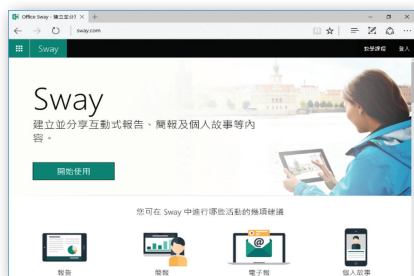 Office Sway - 建立並分享
sway.com
Sway
教學課程 登入
Sway
建立並分享互動式報告、簡報及個人故事等內
容。
開始使用
您可在 Sway 中進行哪些活動的幾項建議
報告 簡報 電子報 個人故事